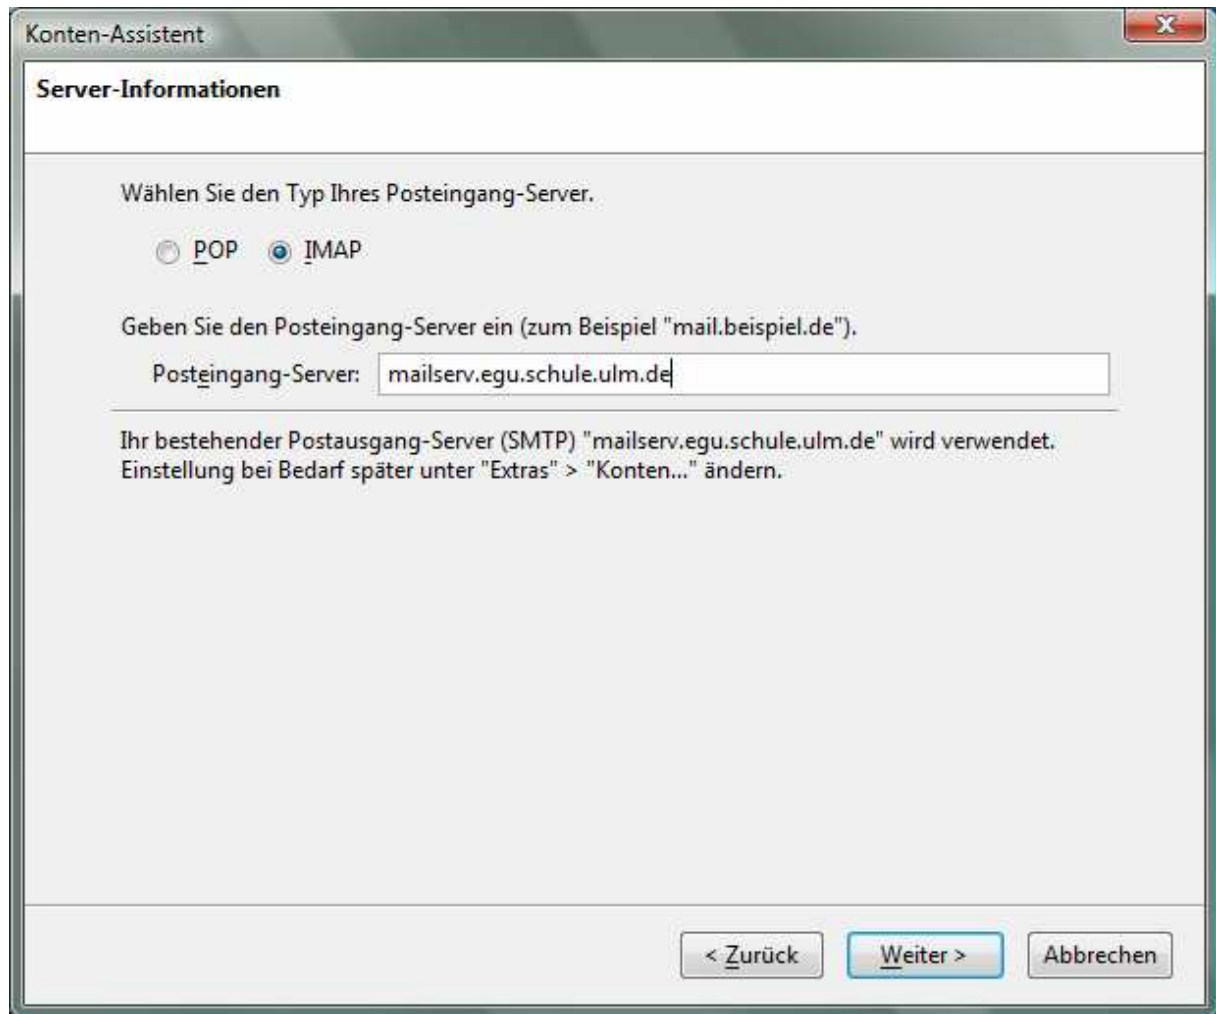 Konten-Assistent
Server-Informationen
Wählen Sie den Typ Ihres Posteingang-Server.
POP IMAP
Geben Sie den Posteingang-Server ein (zum Beispiel "mail.beispiel.de").
Posteingang-Server: mailserv.egu.schule.ulm.de
Ihr bestehender Postausgang-Server (SMTP) "mailserv.egu.schule.ulm.de" wird verwendet.
Einstellung bei Bedarf später unter "Extras" > "Konten..." ändern.
< Zurück Weiter > Abbrechen